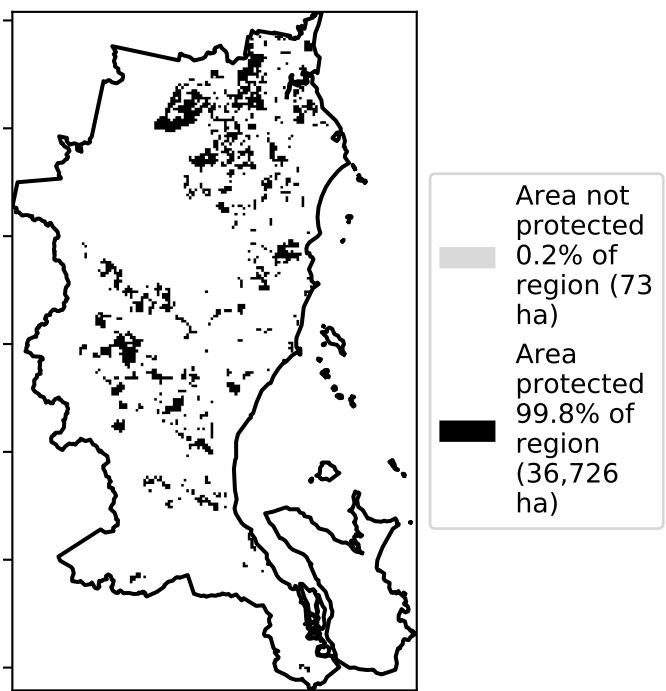 Area not
protected
0.2% of
region (73
ha)
Area
protected
99.8% of
region
(36,726
ha)